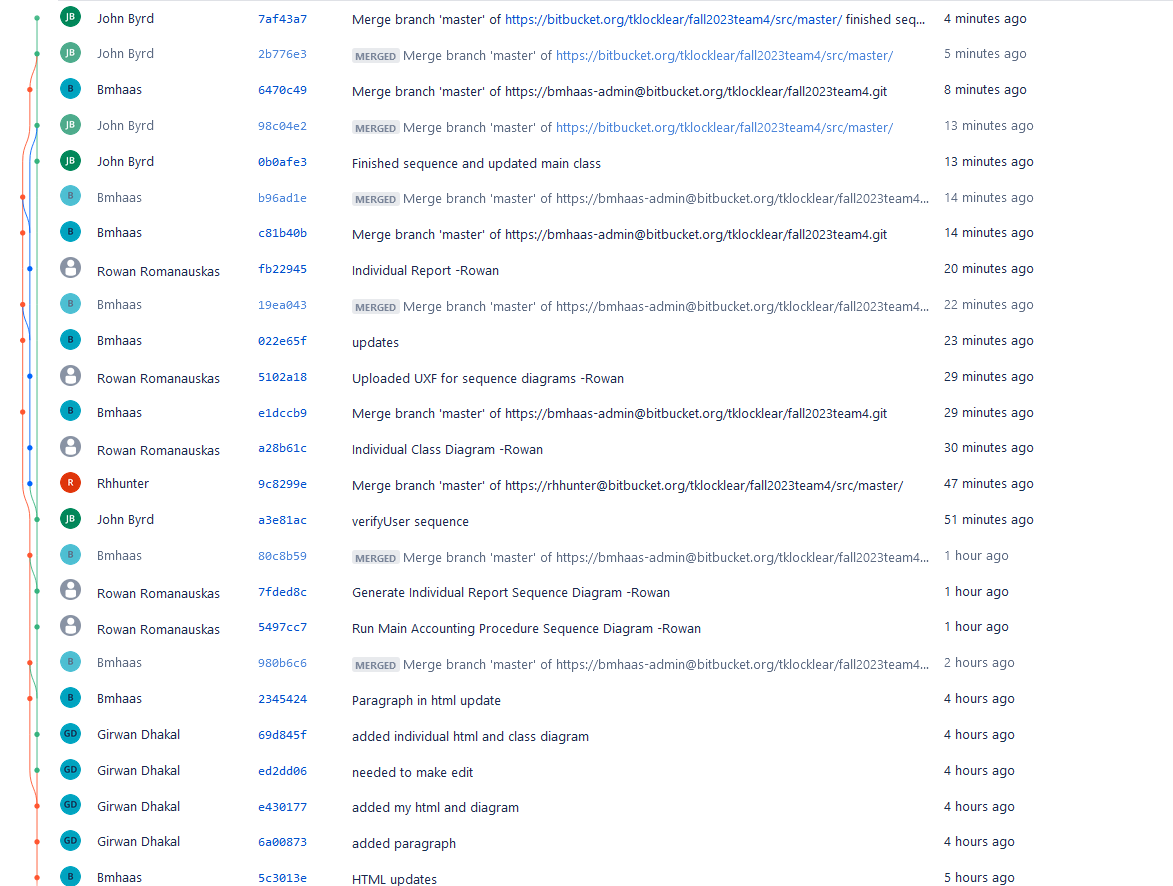 JB John Byrd 7af43a7 Merge branch 'master' of https://bitbucket.org/tklocklear/fall2023team4/src/master/ finished seq... 4 minutes ago
JB John Byrd 2b776e3 MERGED Merge branch 'master' of https://bitbucket.org/tklocklear/fall2023team4/src/master/ 5 minutes ago
B Bmhaas 6470c49 Merge branch 'master' of https://bmhaas-admin@bitbucket.org/tklocklear/fall2023team4.git 8 minutes ago
JB John Byrd 98c04e2 MERGED Merge branch 'master' of https://bitbucket.org/tklocklear/fall2023team4/src/master/ 13 minutes ago
JB John Byrd 0b0afe3 Finished sequence and updated main class 13 minutes ago
B Bmhaas b96ad1e MERGED Merge branch 'master' of https://bmhaas-admin@bitbucket.org/tklocklear/fall2023team4... 14 minutes ago
B Bmhaas c81b40b Merge branch 'master' of https://bmhaas-admin@bitbucket.org/tklocklear/fall2023team4.git 14 minutes ago
Rowan Romanauskas fb22945 Individual Report -Rowan 20 minutes ago
B Bmhaas 19ea043 MERGED Merge branch 'master' of https://bmhaas-admin@bitbucket.org/tklocklear/fall2023team4... 22 minutes ago
B Bmhaas 022e65f updates 23 minutes ago
Rowan Romanauskas 5102a18 Uploaded UXF for sequence diagrams -Rowan 29 minutes ago
B Bmhaas e1dccb9 Merge branch 'master' of https://bmhaas-admin@bitbucket.org/tklocklear/fall2023team4.git 29 minutes ago
Rowan Romanauskas a28b61c Individual Class Diagram -Rowan 30 minutes ago
R Rhhunter 9c8299e Merge branch 'master' of https://rhhunter@bitbucket.org/tklocklear/fall2023team4/src/master/ 47 minutes ago
JB John Byrd a3e81ac verifyUser sequence 51 minutes ago
B Bmhaas 80c8b59 MERGED Merge branch 'master' of https://bmhaas-admin@bitbucket.org/tklocklear/fall2023team4... 1 hour ago
Rowan Romanauskas 7fded8c Generate Individual Report Sequence Diagram -Rowan 1 hour ago
Rowan Romanauskas 5497cc7 Run Main Accounting Procedure Sequence Diagram -Rowan 1 hour ago
B Bmhaas 980b6c6 MERGED Merge branch 'master' of https://bmhaas-admin@bitbucket.org/tklocklear/fall2023team4... 2 hours ago
B Bmhaas 2345424 Paragraph in html update 4 hours ago
GD Girwan Dhakal 69d845f added individual html and class diagram 4 hours ago
GD Girwan Dhakal ed2dd06 needed to make edit 4 hours ago
GD Girwan Dhakal e430177 added my html and diagram 4 hours ago
GD Girwan Dhakal 6a00873 added paragraph 4 hours ago
B Bmhaas 5c3013e HTML updates 5 hours ago